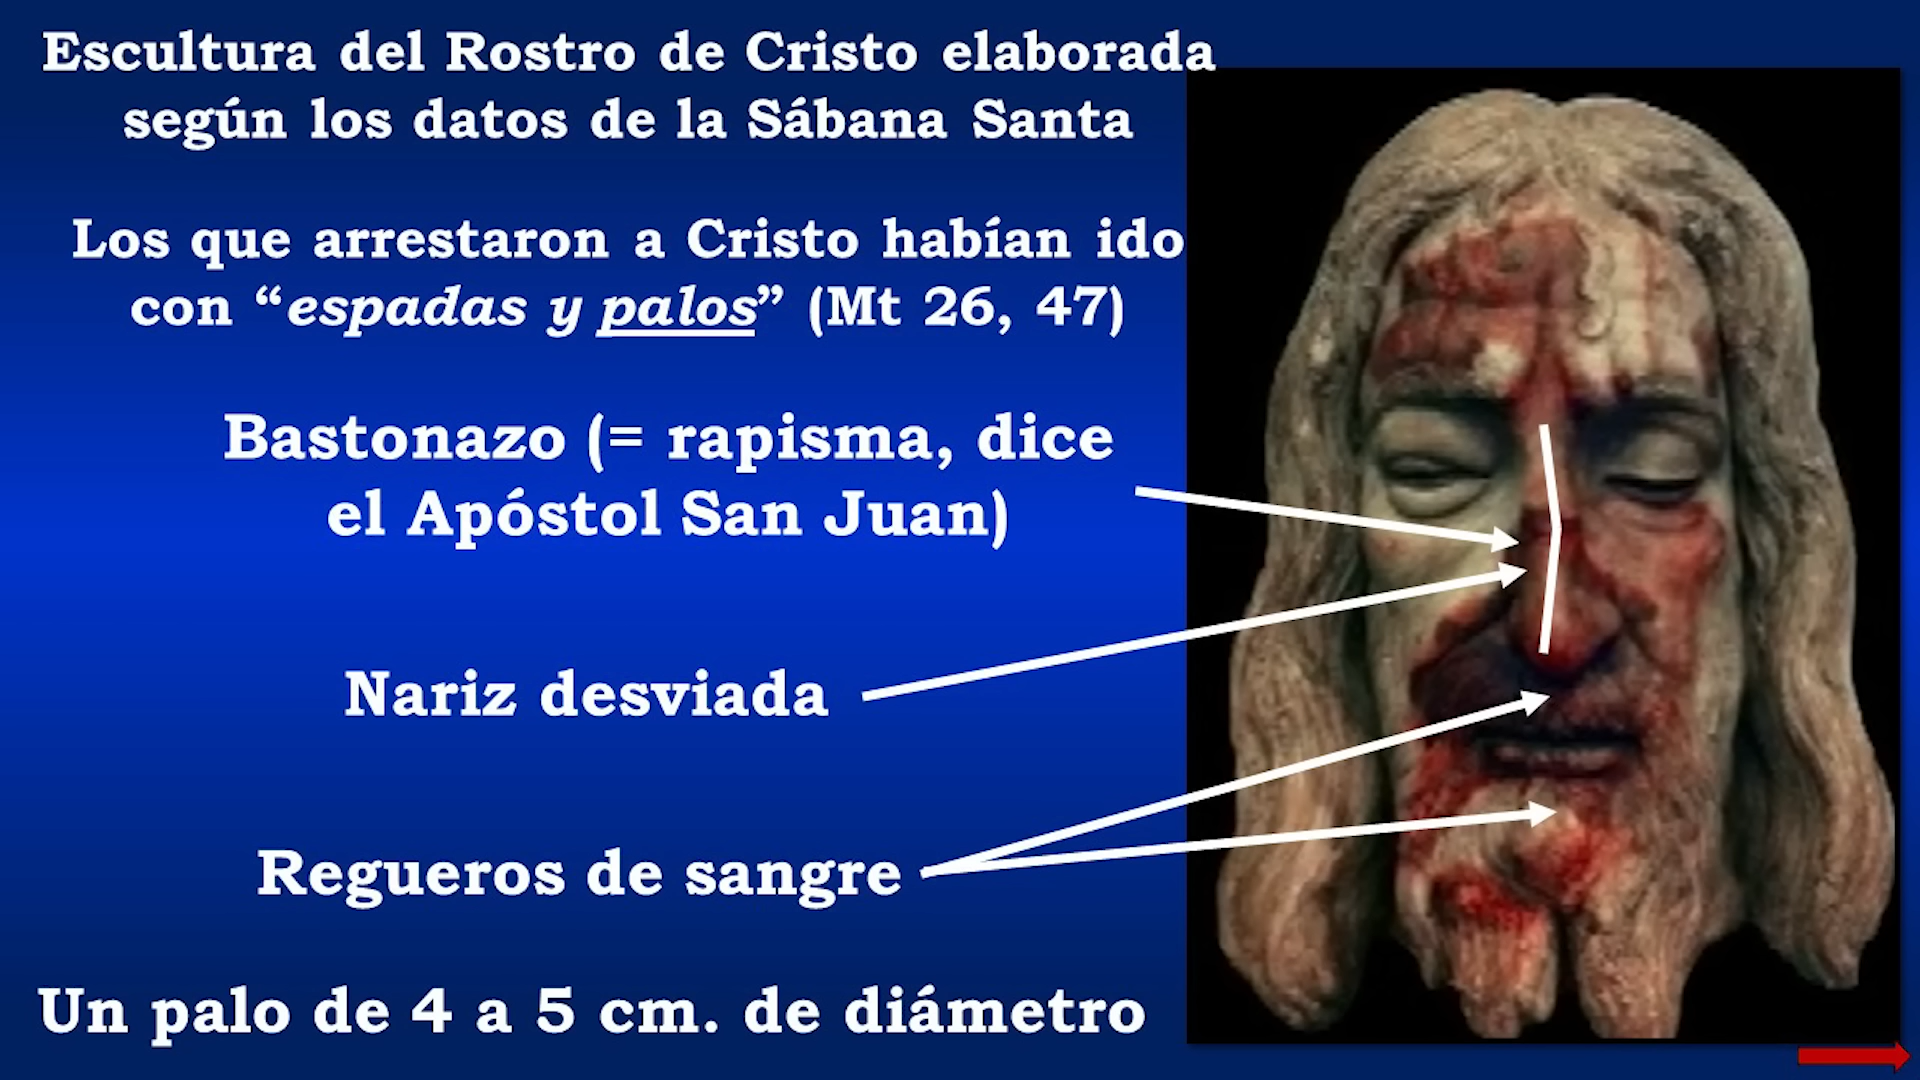 Escultura del Rostro de Cristo elaborada
según los datos de la Sábana Santa
Los que arrestaron a Cristo habían ido
con “espadas y palos” (Mt 26, 47)
Bastonazo (= rapisma, dice
el Apóstol San Juan)
Nariz desviada
Regueros de sangre
Un palo de 4 a 5 cm. de diámetro